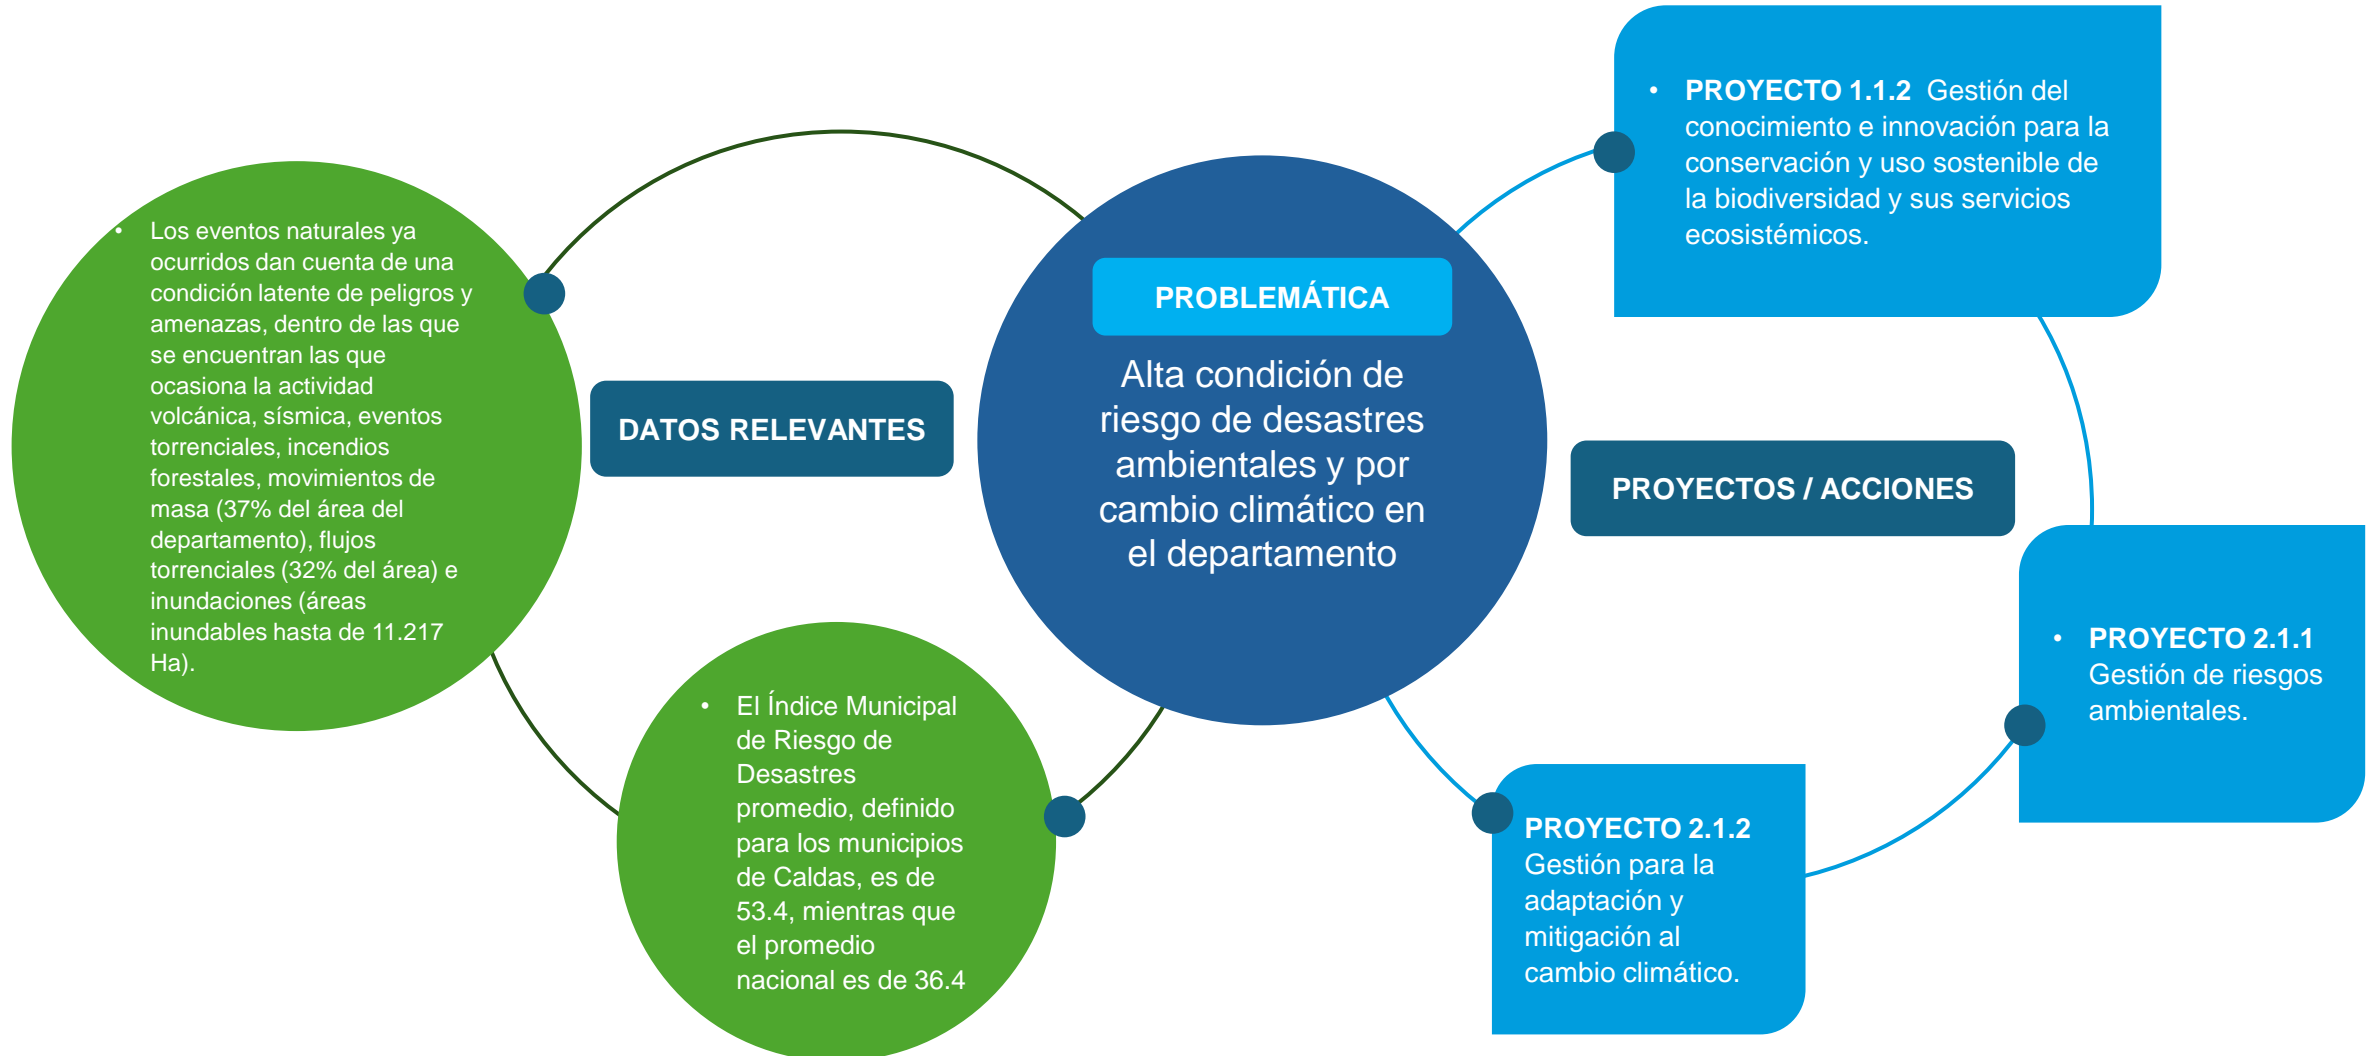 • Los eventos naturales ya
ocurridos dan cuenta de una
condición latente de peligros y
amenazas, dentro de las que
se encuentran las que
ocasiona la actividad
volcánica, sísmica, eventos
torrenciales, incendios
forestales, movimientos de
masa (37% del área del
departamento), flujos
torrenciales (32% del área) e
inundaciones (áreas
inundables hasta de 11.217
Ha).
DATOS RELEVANTES
• El Índice Municipal
de Riesgo de
Desastres
promedio, definido
para los municipios
de Caldas, es de
53.4, mientras que
el promedio
nacional es de 36.4
PROBLEMÁTICA
Alta condición de
riesgo de desastres
ambientales y por
cambio climático en
el departamento
PROYECTOS / ACCIONES
• PROYECTO 1.1.2 Gestión del
conocimiento e innovación para la
conservación y uso sostenible de
la biodiversidad y sus servicios
ecosistémicos.
• PROYECTO 2.1.1
Gestión de riesgos
ambientales.
PROYECTO 2.1.2
Gestión para la
adaptación y
mitigación al
cambio climático.